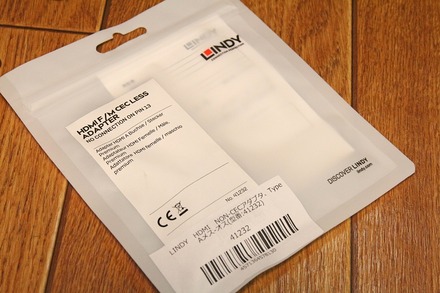 LINDY
HDMI F/M CEC LESS
ADAPTER
NO CONNECTION ON PIN 13
Adapter HDMI A Buchse / Stecker
Premium
Adaptateur HDMI Femelle / Mâle,
Premium
Adattatore HDMI femmina / maschio,
premium
CE
No. 41232
DISCOVER LINDY
lindy.com
LINDY HDMI NON-CECアダプタ- Type
Aメス-オス(型番:41232)
41232